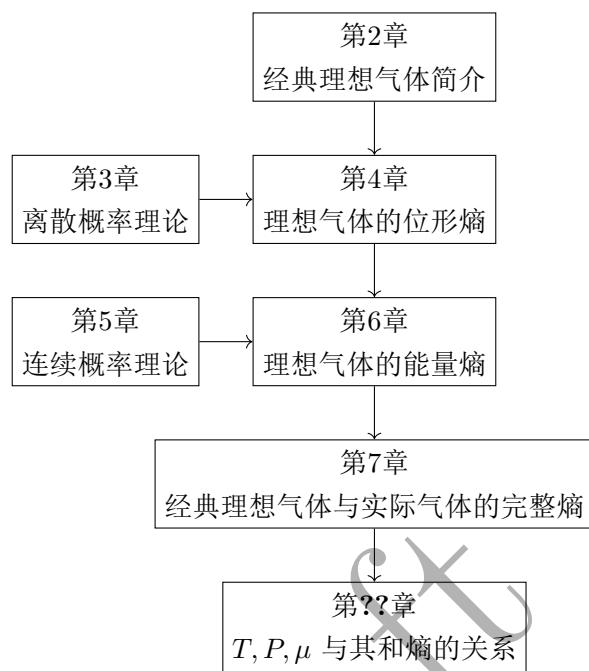 第2章
经典理想气体简介
第3章
离散概率理论
第4章
理想气体的位形熵
第5章
连续概率理论
第6章
理想气体的能量熵
第7章
经典理想气体与实际气体的完整熵
第??章
T, P, μ 与其和熵的关系
ft